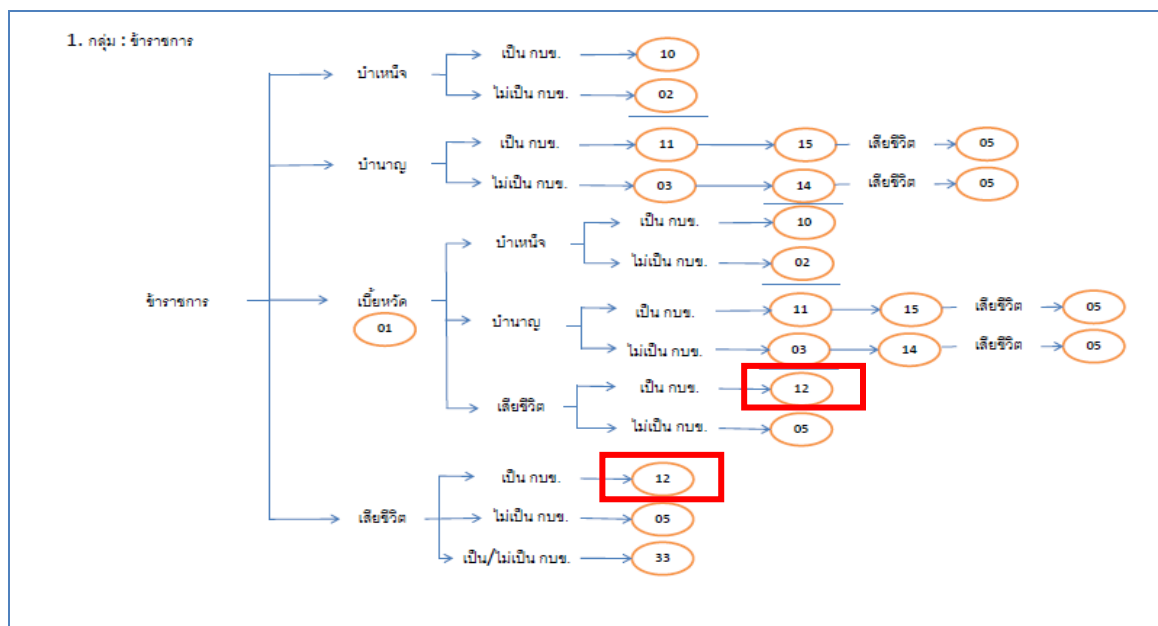 1. กลุ่ม : ข้าราชการ
เป็น กบข. 10
บำเหน็จ
ไม่เป็น กบข. 02
เป็น กบข. 11 15 เสียชีวิต 05
บำนาญ
ไม่เป็น กบข. 03 14 เสียชีวิต 05
เป็น กบข. 10
บำเหน็จ
ไม่เป็น กบข. 02
ข้าราชการ เบี้ยหวัด
01
เป็น กบข. 11 15 เสียชีวิต 05
บำนาญ
ไม่เป็น กบข. 03 14 เสียชีวิต 05
เป็น กบข. 12
เสียชีวิต
ไม่เป็น กบข. 05
เป็น กบข. 12
เสียชีวิต ไม่เป็น กบข. 05
เป็น/ไม่เป็น กบข. 33